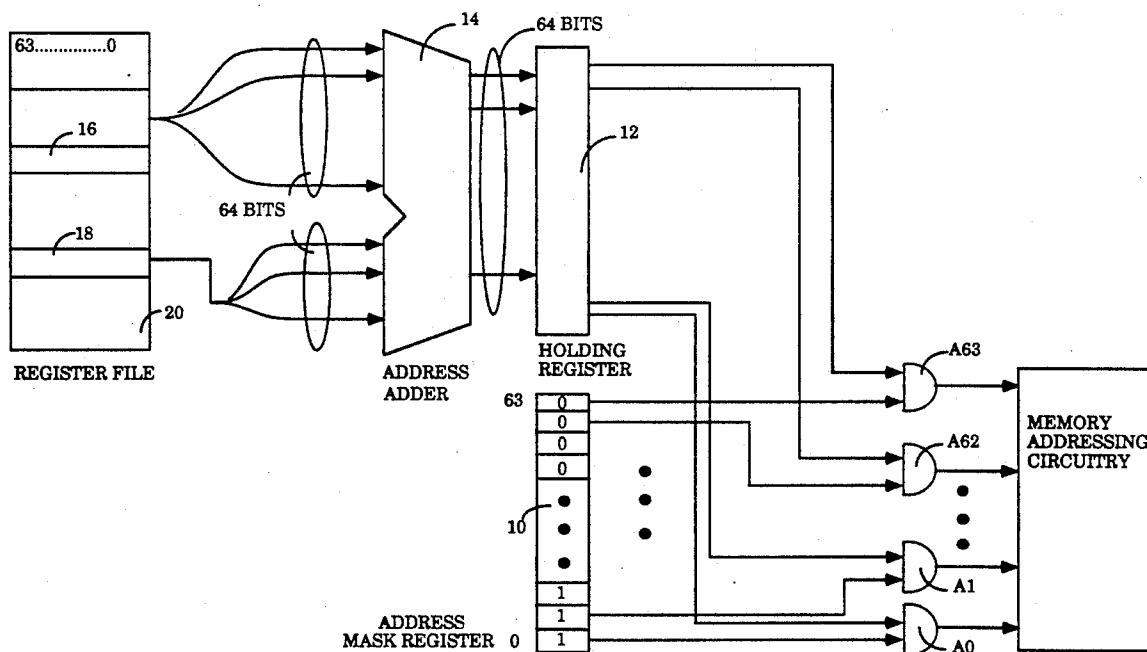 63...............0
14
64 BITS
16
12
64 BITS
18
20
REGISTER FILE
ADDRESS
ADDER
HOLDING
REGISTER
A63
63
0
0
0
0
MEMORY
ADDRESSING
CIRCUITRY
A62
10
1
1
1
A1
A0
ADDRESS
MASK REGISTER
0